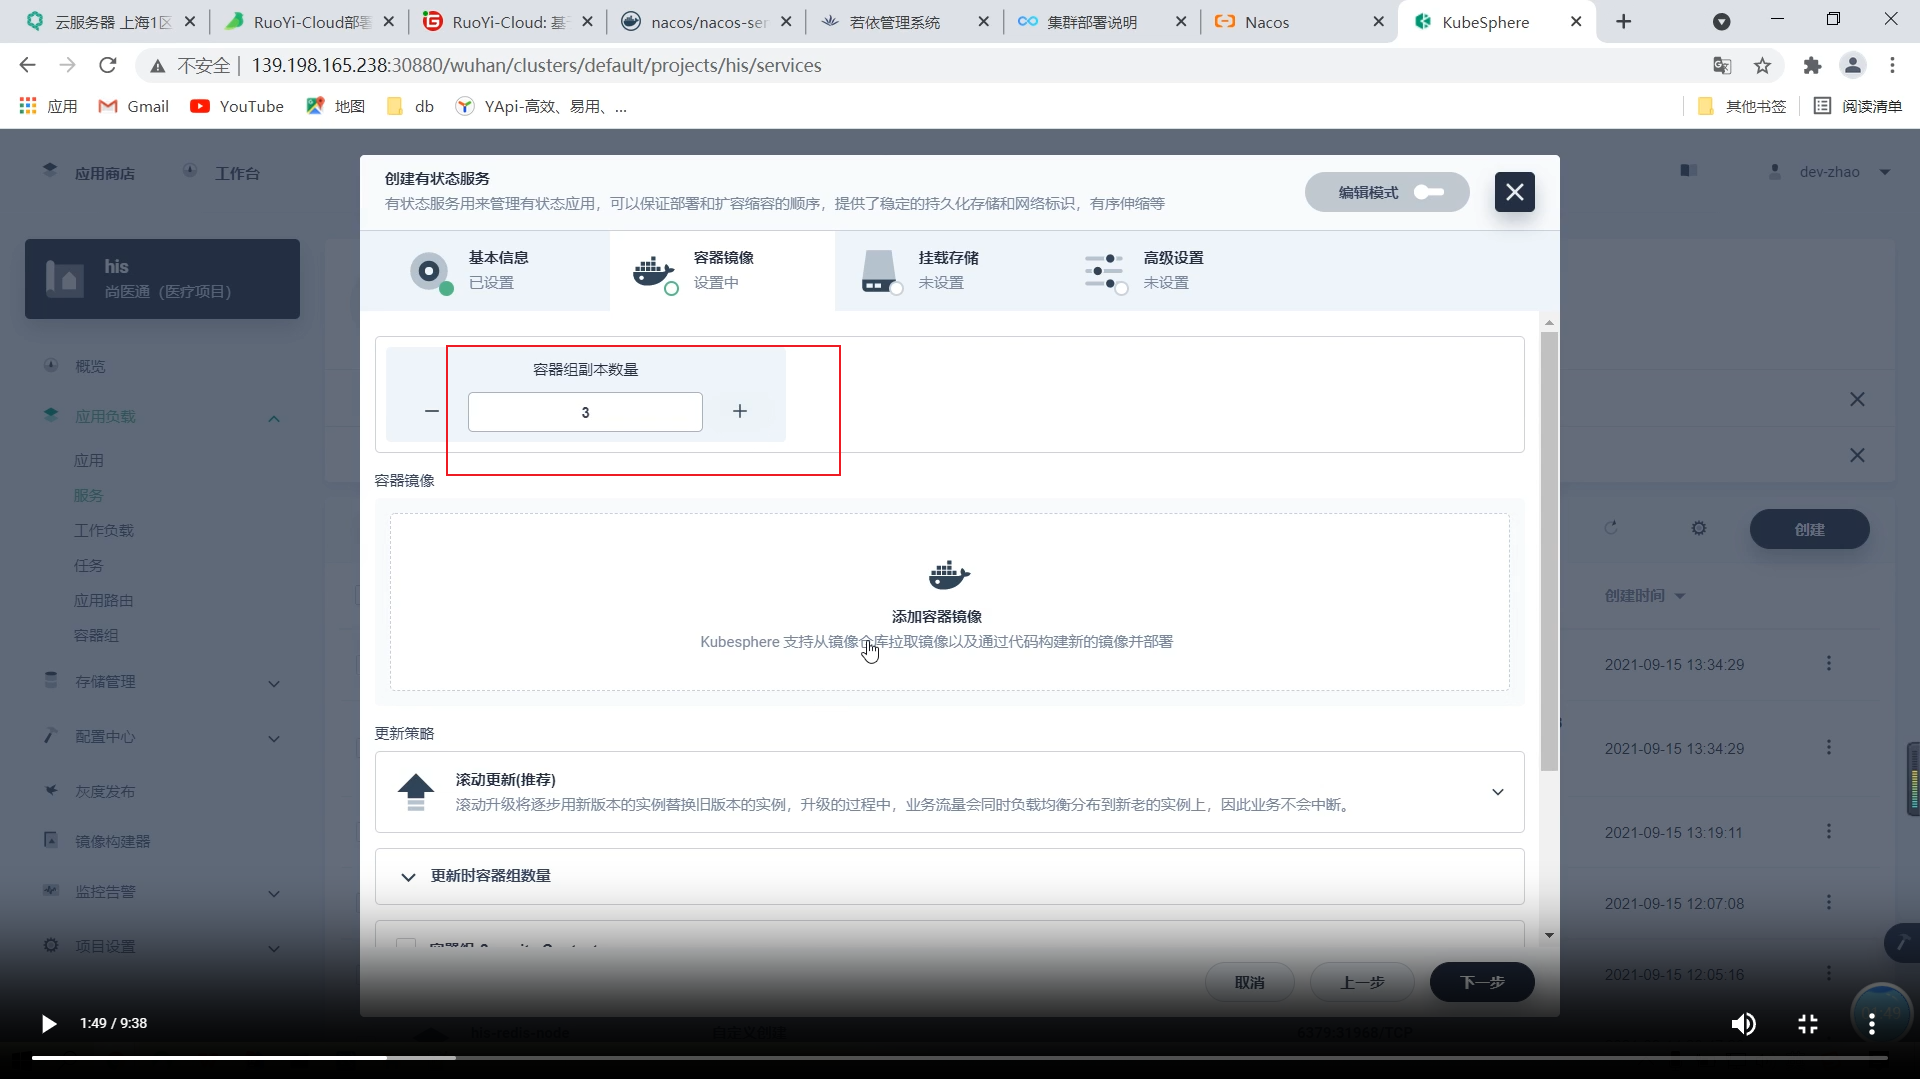 云服务器 上海1区
RuoYi-Cloud部署
RuoYi-Cloud: 基于
nacos/nacos-ser
若依管理系统
集群部署说明
Nacos
KubeSphere
不安全
139.198.165.238:30880/wuhan/clusters/default/projects/his/services
应用
Gmail
YouTube
地图
db
YApi-高效、易用、...
其他书签
阅读清单
应用商店
工作台
dev-zhao
his
尚医通（医疗项目）
概览
应用负载
应用
服务
工作负载
任务
应用路由
容器组
存储管理
配置中心
灰度发布
镜像构建器
监控告警
项目设置
创建有状态服务
有状态服务用来管理有状态应用，可以保证部署和扩容缩容的顺序，提供了稳定的持久化存储和网络标识，有序伸缩等
编辑模式
基本信息
已设置
容器镜像
设置中
挂载存储
未设置
高级设置
未设置
容器组副本数量
3
容器镜像
添加容器镜像
Kubesphere 支持从镜像仓库拉取镜像以及通过代码构建新的镜像并部署
更新策略
滚动更新(推荐)
滚动升级将逐步用新版本的实例替换旧版本的实例，升级的过程中，业务流量会同时负载均衡分布到新老的实例上，因此业务不会中断。
更新时容器组数量
取消
上一步
下一步
创建
创建时间
2021-09-15 13:34:29
2021-09-15 13:34:29
2021-09-15 13:19:11
2021-09-15 12:07:08
2021-09-15 12:05:16
his-redis-node
自定义创建
6379:31968/TCP
1:49 / 9:38